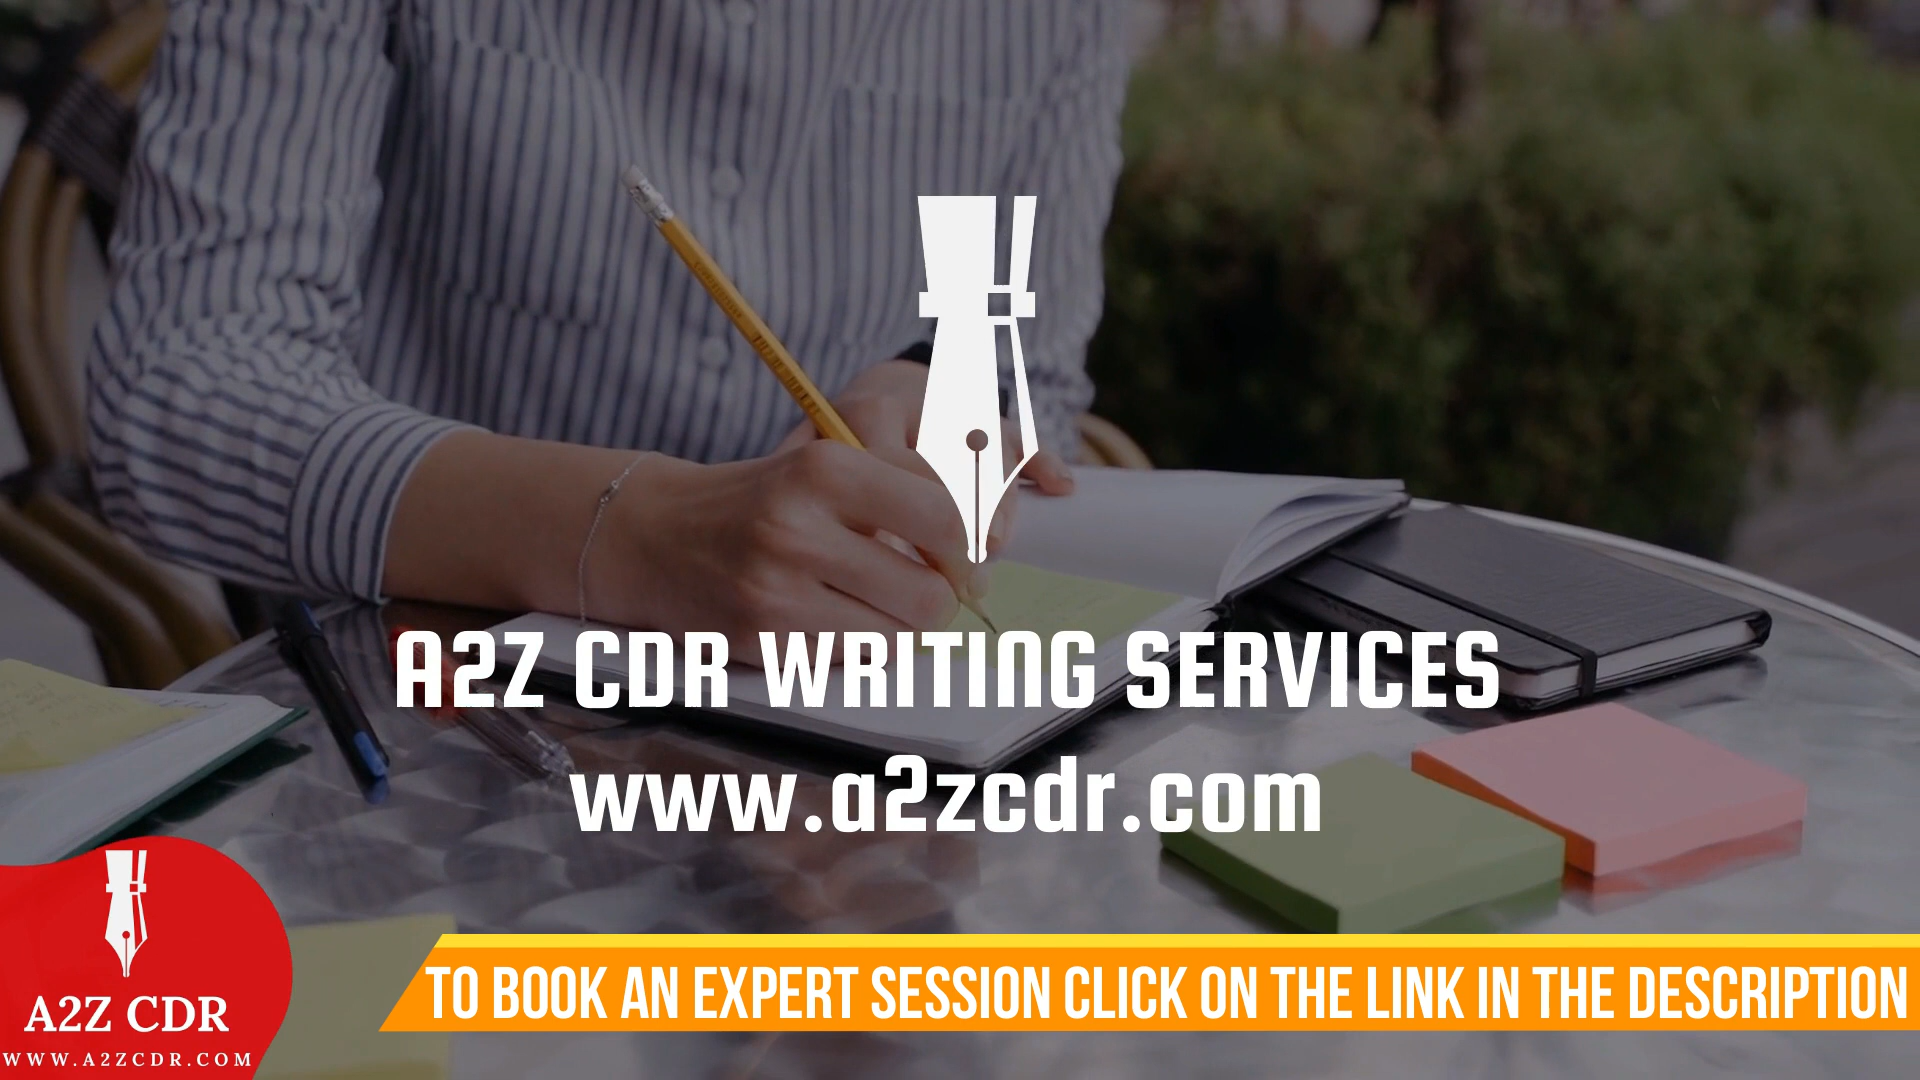 A2Z CDR WRITING SERVICES
www.a2zcdr.com
A2Z CDR
WWW.A2ZCDR.COM
TO BOOK AN EXPERT SESSION CLICK ON THE LINK IN THE DESCRIPTION